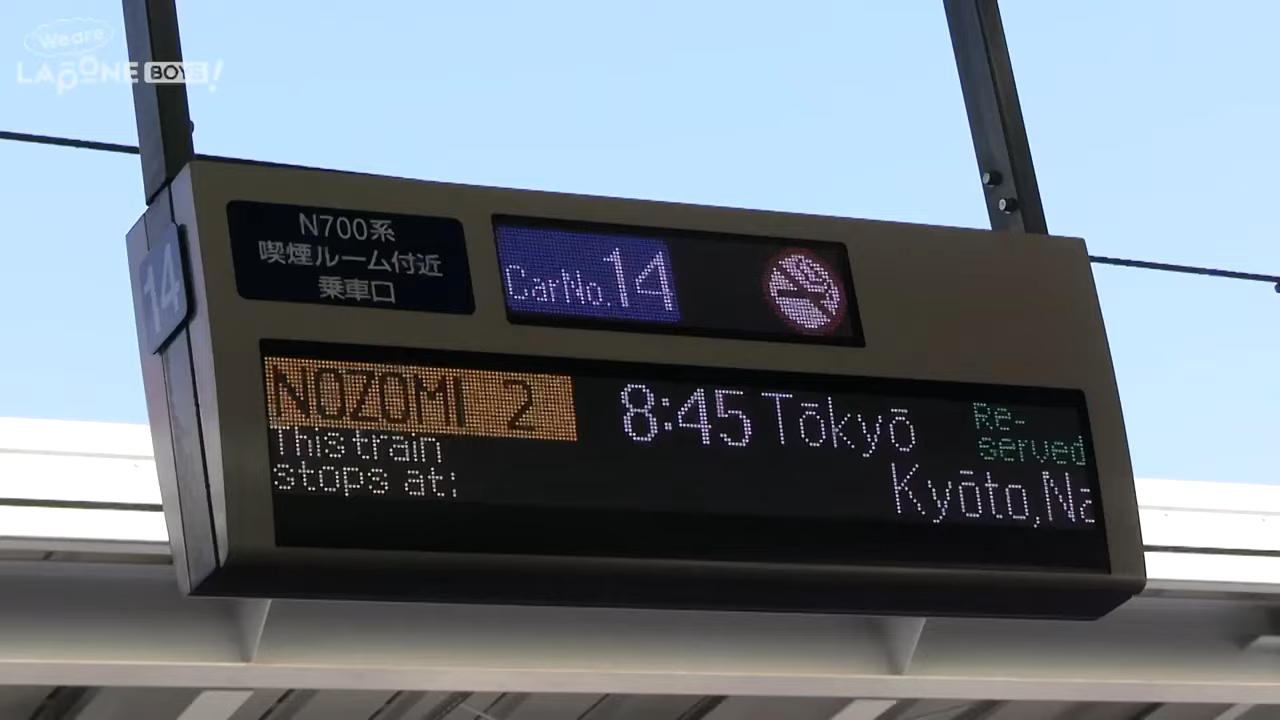 We are
LAPONE BOYS!
14
N700系
喫煙ルーム付近
乗車口
Car No. 14
NOZOMI 2 8:45 Tōkyō Re-served
This train
stops at:
Kyōto, Na